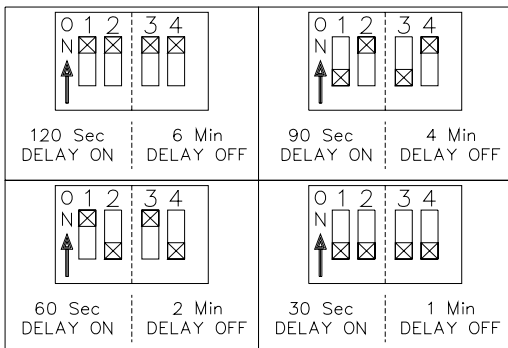 O 1 2 3 4
N
120 Sec 6 Min
DELAY ON DELAY OFF
O 1 2 3 4
N
90 Sec 4 Min
DELAY ON DELAY OFF
O 1 2 3 4
N
60 Sec 2 Min
DELAY ON DELAY OFF
O 1 2 3 4
N
30 Sec 1 Min
DELAY ON DELAY OFF